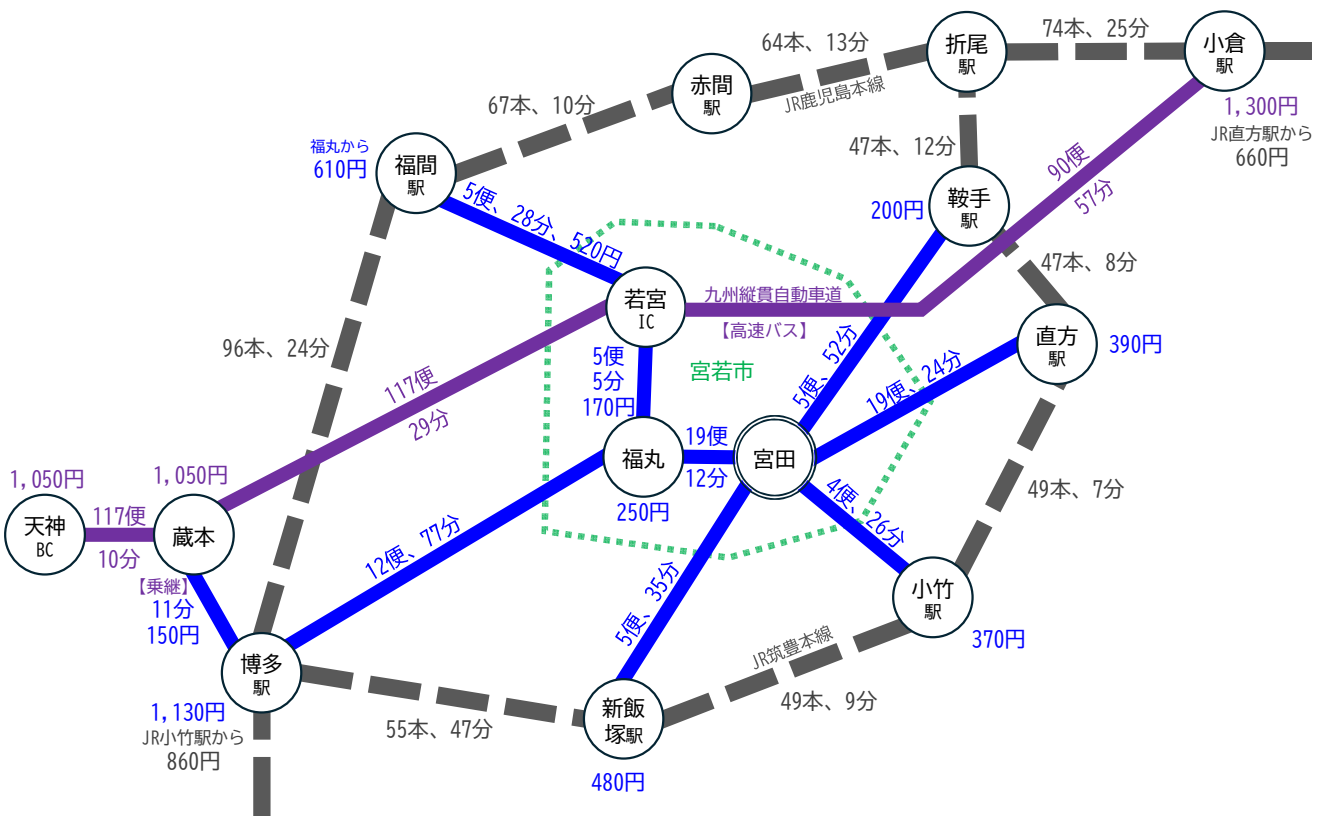 74本、25分
64本、13分
折尾
駅
小倉
駅
赤間
駅
JR鹿児島本線
67本、10分
1,300円
JR直方駅から
660円
福丸から
610円
福間
駅
47本、12分
90便
57分
鞍手
駅
200円
5便、28分、520円
47本、8分
若宮
IC
九州縦貫自動車道
【高速バス】
96本、24分
直方
駅
390円
5便
5分
170円
宮若市
5便、52分
19便、24分
117便
29分
福丸
19便
12分
宮田
250円
1,050円
1,050円
天神
BC
117便
10分
蔵本
4便、26分
49本、7分
12便、77分
【乗継】
11分
150円
5便、35分
小竹
駅
370円
JR筑豊本線
博多
駅
1,130円
JR小竹駅から
860円
55本、47分
新飯
塚駅
49本、9分
480円